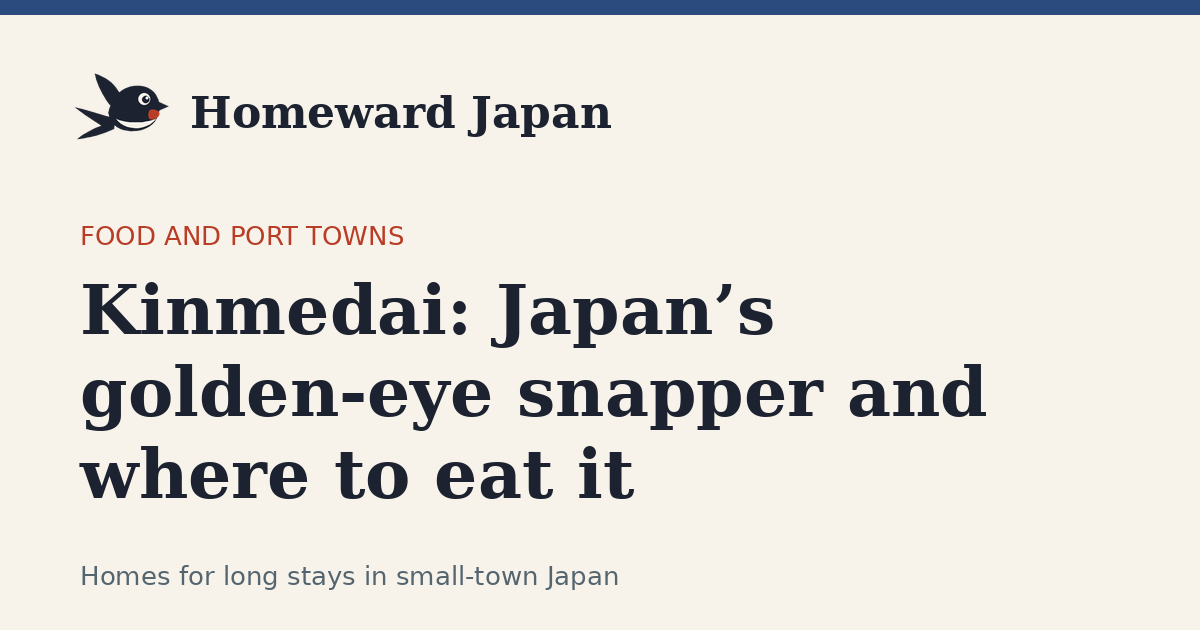 Homeward Japan
FOOD AND PORT TOWNS
Kinmedai: Japan’s
golden-eye snapper and
where to eat it
Homes for long stays in small-town Japan